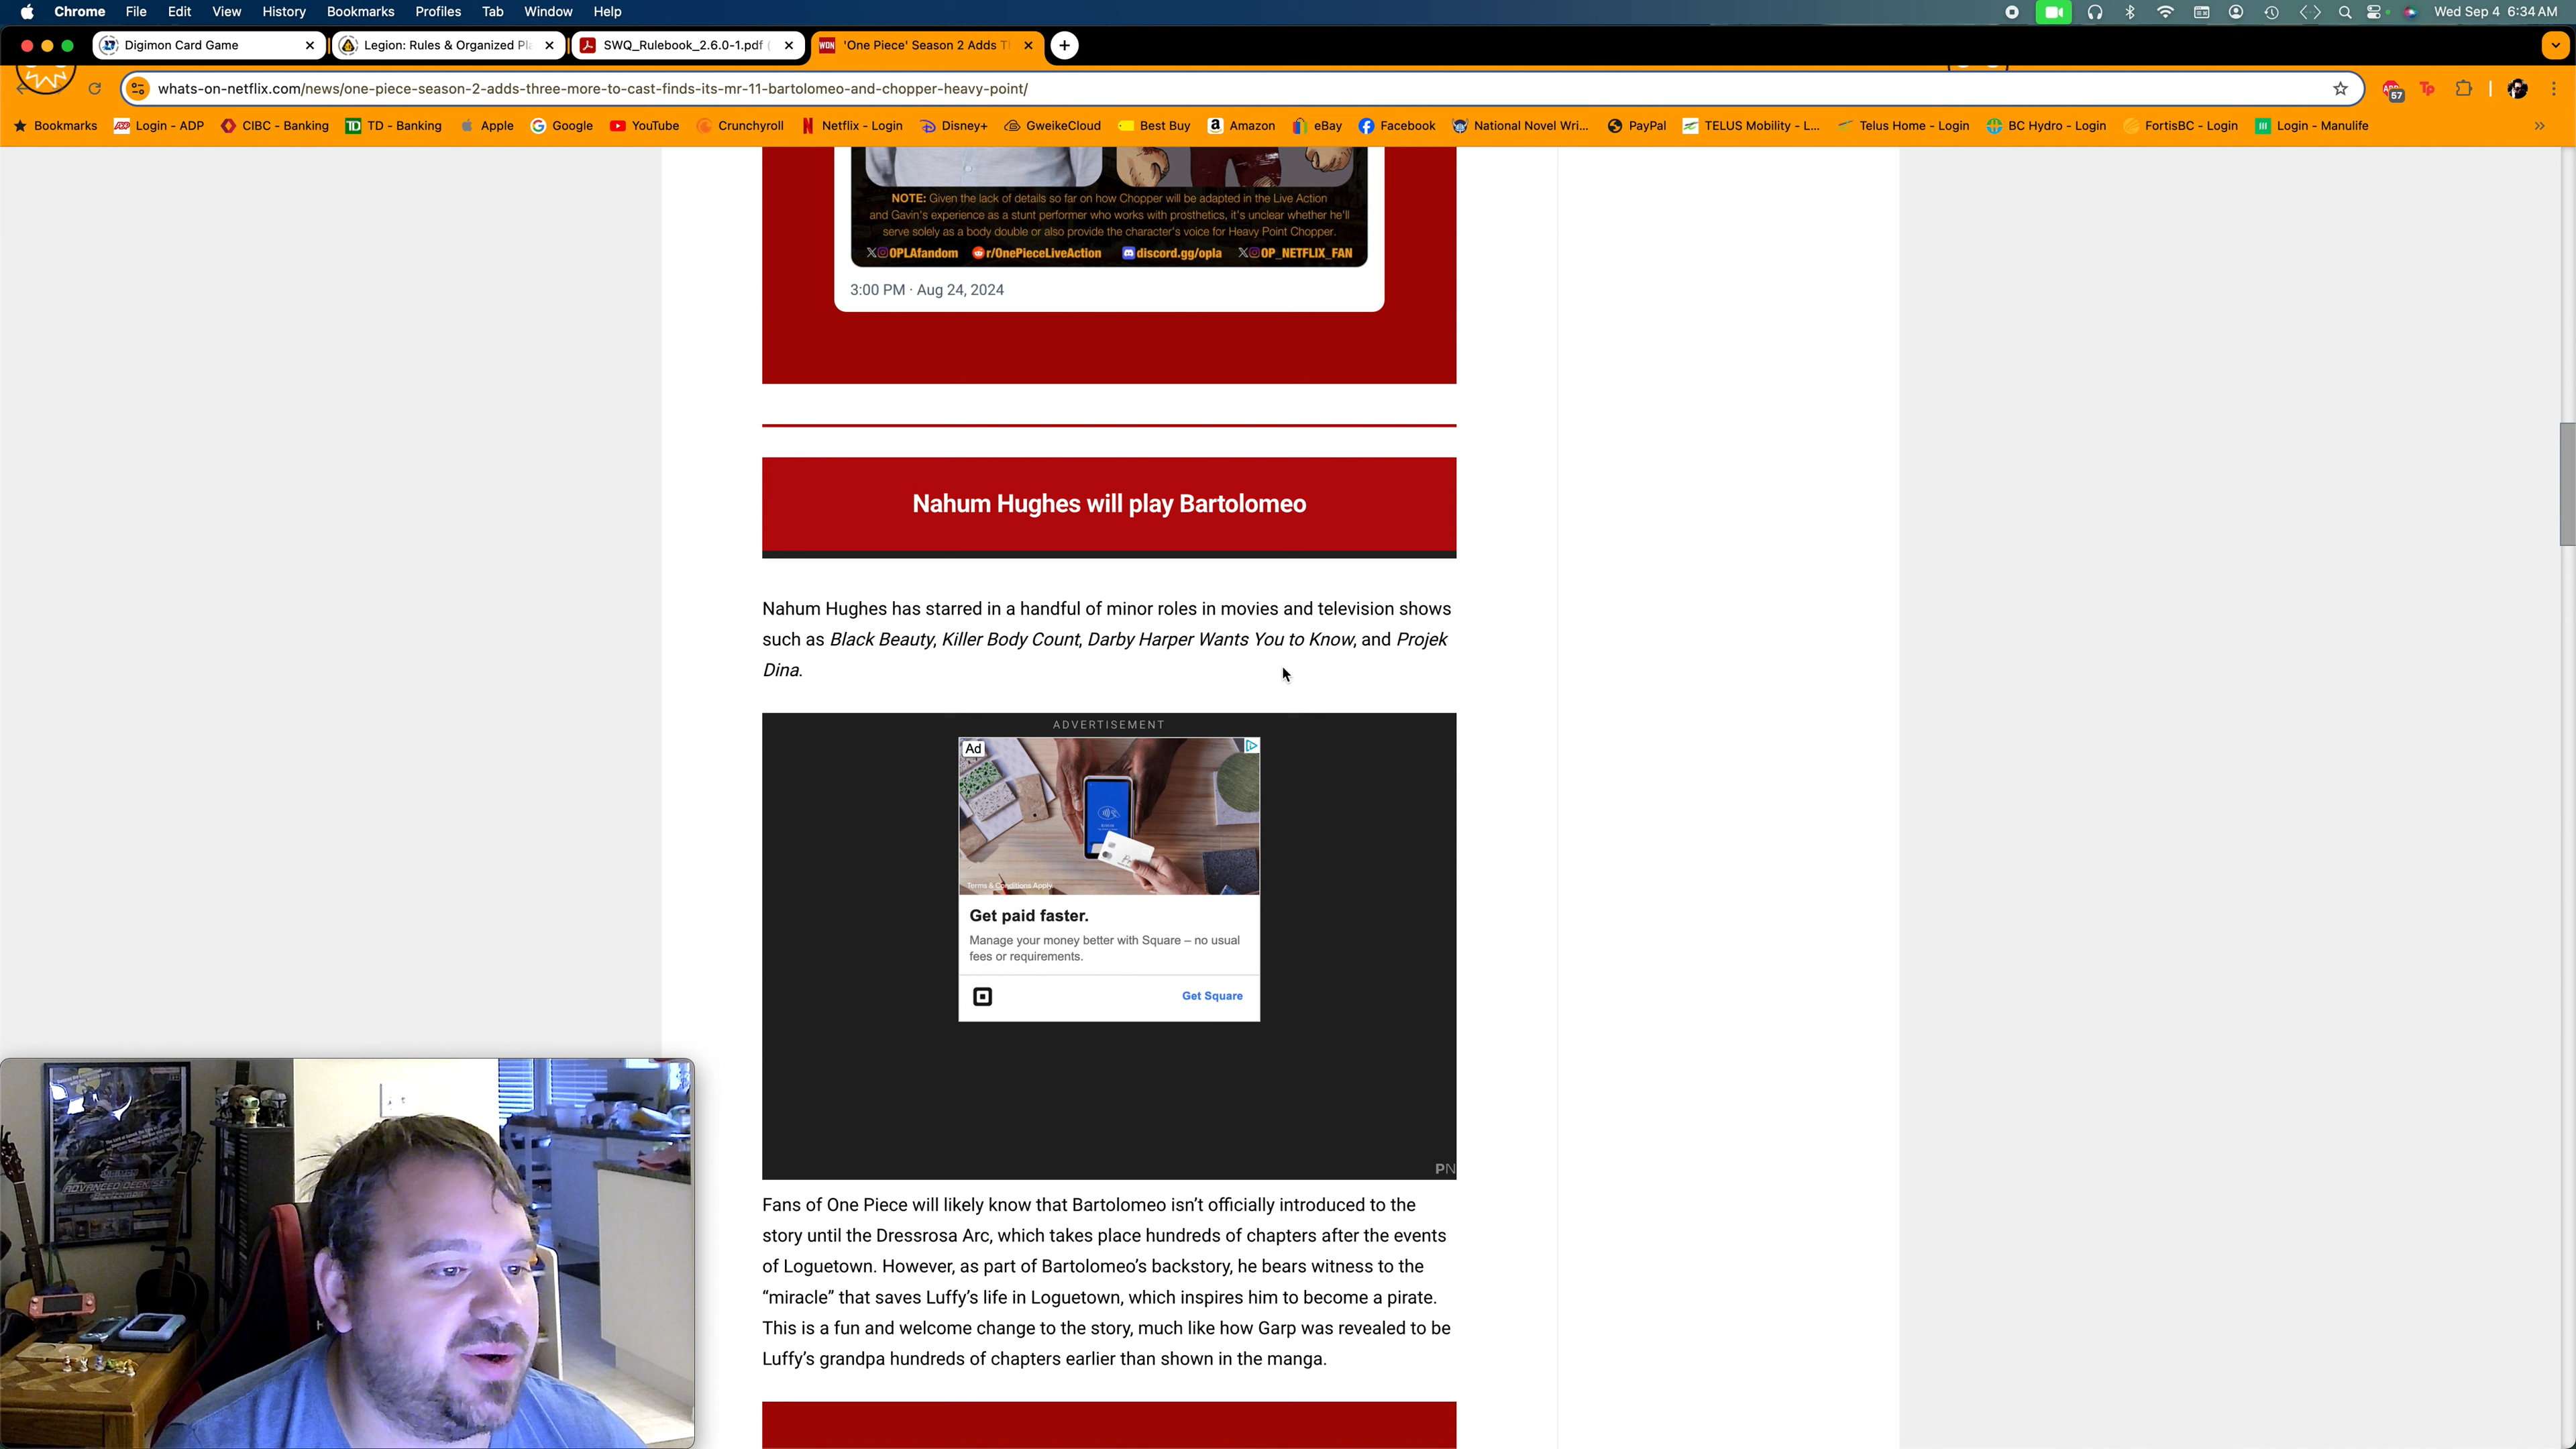 Chrome File Edit View History Bookmarks Profiles Tab Window Help
Wed Sep 4 6:34 AM
Digimon Card Game
Legion: Rules & Organized Pl
SWQ_Rulebook_2.6.0-1.pdf (
WON 'One Piece' Season 2 Adds T
whats-on-netflix.com/news/one-piece-season-2-adds-three-more-to-cast-finds-its-mr-11-bartolomeo-and-chopper-heavy-point/
57
Tp
Bookmarks Login - ADP CIBC - Banking TD - Banking Apple Google YouTube Crunchyroll Netflix - Login Disney+ GweikeCloud Best Buy Amazon eBay Facebook National Novel Wri... PayPal TELUS Mobility - L... Telus Home - Login BC Hydro - Login FortisBC - Login Login - Manulife
NOTE: Given the lack of details so far on how Chopper will be adapted in the Live Action
and Gavin's experience as a stunt performer who works with prosthetics, it's unclear whether he'll
serve solely as a body double or also provide the character's voice for Heavy Point Chopper.
OPLAfandom r/OnePieceLiveAction discord.gg/opla OP_NETFLIX_FAN
3:00 PM · Aug 24, 2024
Nahum Hughes will play Bartolomeo
Nahum Hughes has starred in a handful of minor roles in movies and television shows
such as Black Beauty, Killer Body Count, Darby Harper Wants You to Know, and Projek
Dina.
ADVERTISEMENT
Ad
Terms & Conditions Apply
Get paid faster.
Manage your money better with Square – no usual
fees or requirements.
Get Square
PN
Fans of One Piece will likely know that Bartolomeo isn’t officially introduced to the
story until the Dressrosa Arc, which takes place hundreds of chapters after the events
of Loguetown. However, as part of Bartolomeo’s backstory, he bears witness to the
“miracle” that saves Luffy’s life in Loguetown, which inspires him to become a pirate.
This is a fun and welcome change to the story, much like how Garp was revealed to be
Luffy’s grandpa hundreds of chapters earlier than shown in the manga.
ADVANCED DECK SET